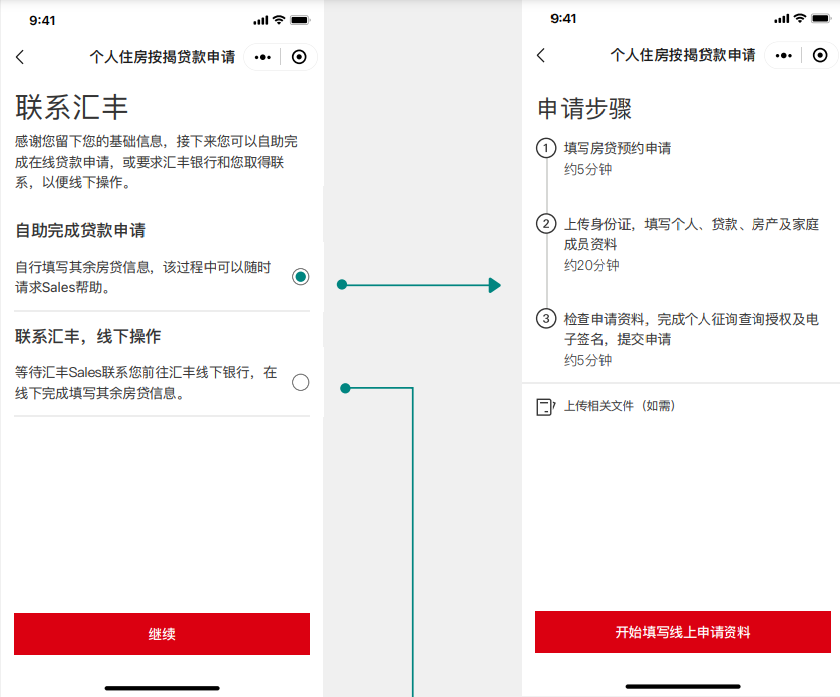 9:41
个人住房按揭贷款申请
联系汇丰
感谢您留下您的基础信息，接下来您可以自助完
成在线贷款申请，或要求汇丰银行和您取得联
系，以便线下操作。
自助完成贷款申请
自行填写其余房贷信息，该过程中可以随时
请求Sales帮助。
联系汇丰，线下操作
等待汇丰Sales联系您前往汇丰线下银行，在
线下完成填写其余房贷信息。
继续
9:41
个人住房按揭贷款申请
申请步骤
1 填写房贷预约申请
约5分钟
2 上传身份证，填写个人、贷款、房产及家庭
成员资料
约20分钟
3 检查申请资料，完成个人征询查询授权及电
子签名，提交申请
约5分钟
上传相关文件（如需）
开始填写线上申请资料